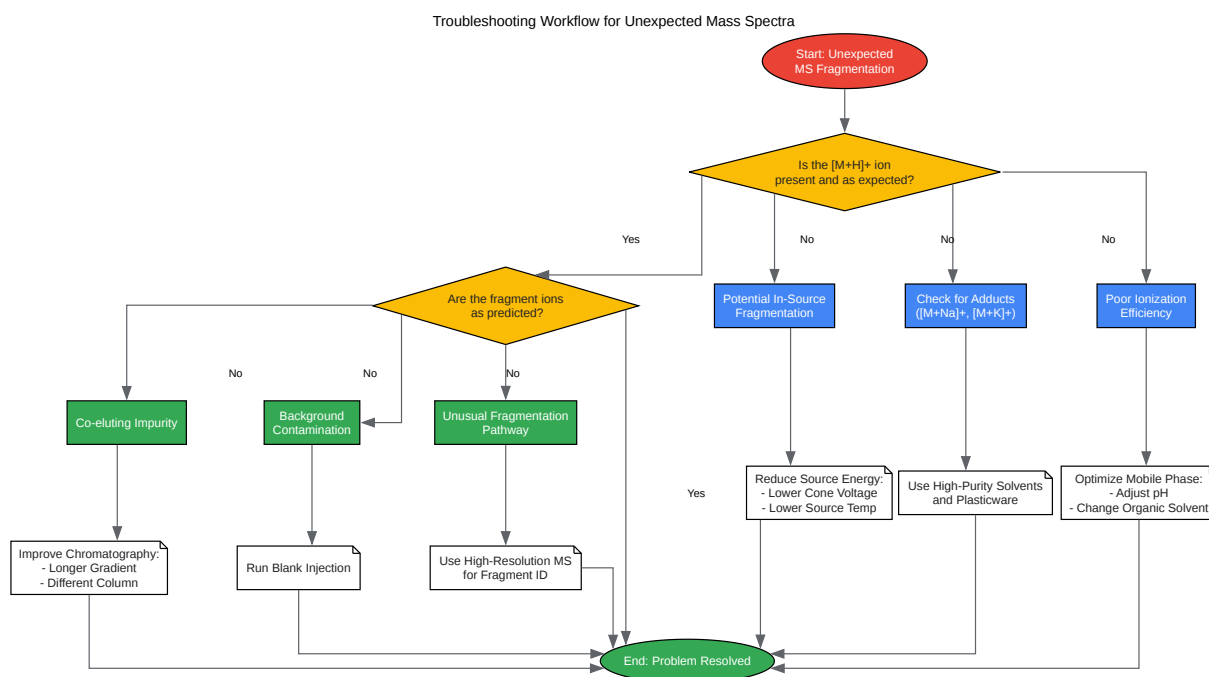 Troubleshooting Workflow for Unexpected Mass Spectra
Start: Unexpected
MS Fragmentation
Is the [M+H]+ ion
present and as expected?
Yes
No
No
No
Are the fragment ions
as predicted?
Potential In-Source
Fragmentation
Check for Adducts
([M+Na]+, [M+K]+)
Poor Ionization
Efficiency
No
No
No
Yes
Co-eluting Impurity
Background
Contamination
Unusual Fragmentation
Pathway
Reduce Source Energy:
- Lower Cone Voltage
- Lower Source Temp
Use High-Purity Solvents
and Plasticware
Optimize Mobile Phase:
- Adjust pH
- Change Organic Solvent
Improve Chromatography:
- Longer Gradient
- Different Column
Run Blank Injection
Use High-Resolution MS
for Fragment ID
End: Problem Resolved